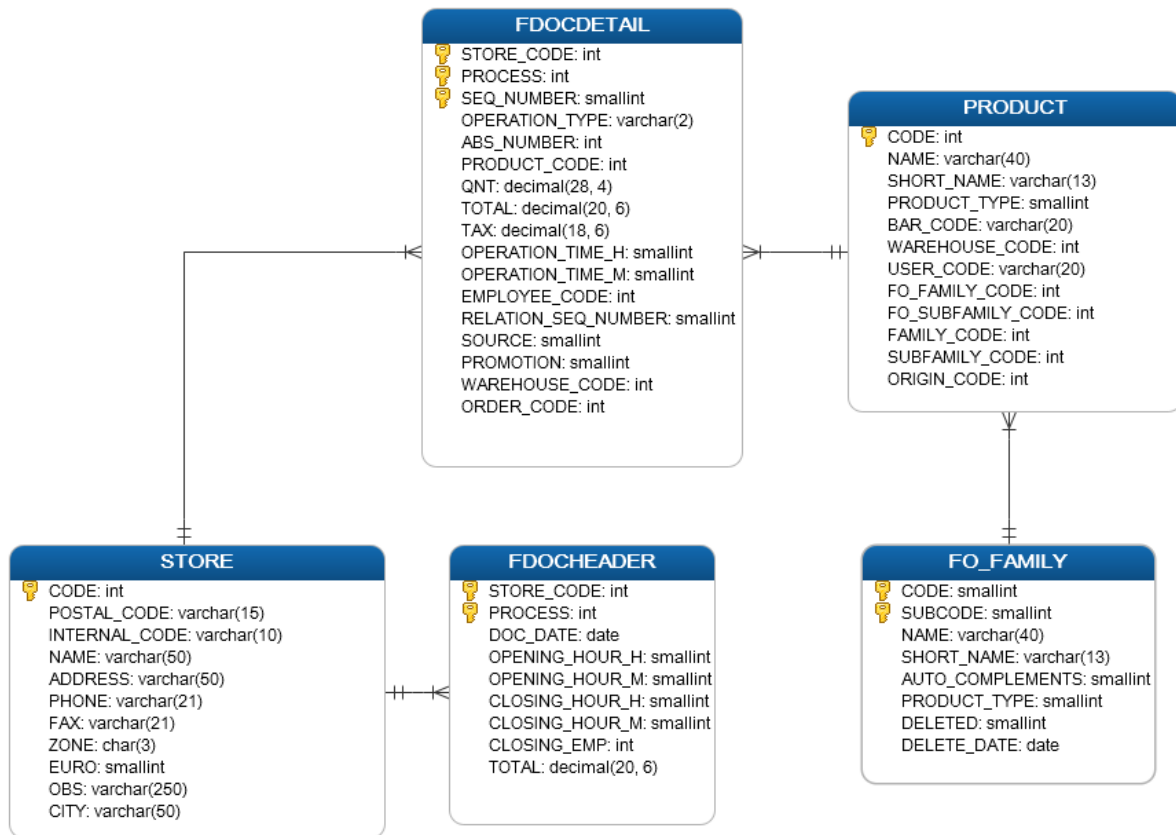 FDOCDETAIL
STORE_CODE: int
PROCESS: int
SEQ_NUMBER: smallint
OPERATION_TYPE: varchar(2)
ABS_NUMBER: int
PRODUCT_CODE: int
QNT: decimal(28, 4)
TOTAL: decimal(20, 6)
TAX: decimal(18, 6)
OPERATION_TIME_H: smallint
OPERATION_TIME_M: smallint
EMPLOYEE_CODE: int
RELATION_SEQ_NUMBER: smallint
SOURCE: smallint
PROMOTION: smallint
WAREHOUSE_CODE: int
ORDER_CODE: int
PRODUCT
CODE: int
NAME: varchar(40)
SHORT_NAME: varchar(13)
PRODUCT_TYPE: smallint
BAR_CODE: varchar(20)
WAREHOUSE_CODE: int
USER_CODE: varchar(20)
FO_FAMILY_CODE: int
FO_SUBFAMILY_CODE: int
FAMILY_CODE: int
SUBFAMILY_CODE: int
ORIGIN_CODE: int
STORE
CODE: int
POSTAL_CODE: varchar(15)
INTERNAL_CODE: varchar(10)
NAME: varchar(50)
ADDRESS: varchar(50)
PHONE: varchar(21)
FAX: varchar(21)
ZONE: char(3)
EURO: smallint
OBS: varchar(250)
CITY: varchar(50)
FDOCHEADER
STORE_CODE: int
PROCESS: int
DOC_DATE: date
OPENING_HOUR_H: smallint
OPENING_HOUR_M: smallint
CLOSING_HOUR_H: smallint
CLOSING_HOUR_M: smallint
CLOSING_EMP: int
TOTAL: decimal(20, 6)
FO_FAMILY
CODE: smallint
SUBCODE: smallint
NAME: varchar(40)
SHORT_NAME: varchar(13)
AUTO_COMPLEMENTS: smallint
PRODUCT_TYPE: smallint
DELETED: smallint
DELETE_DATE: date